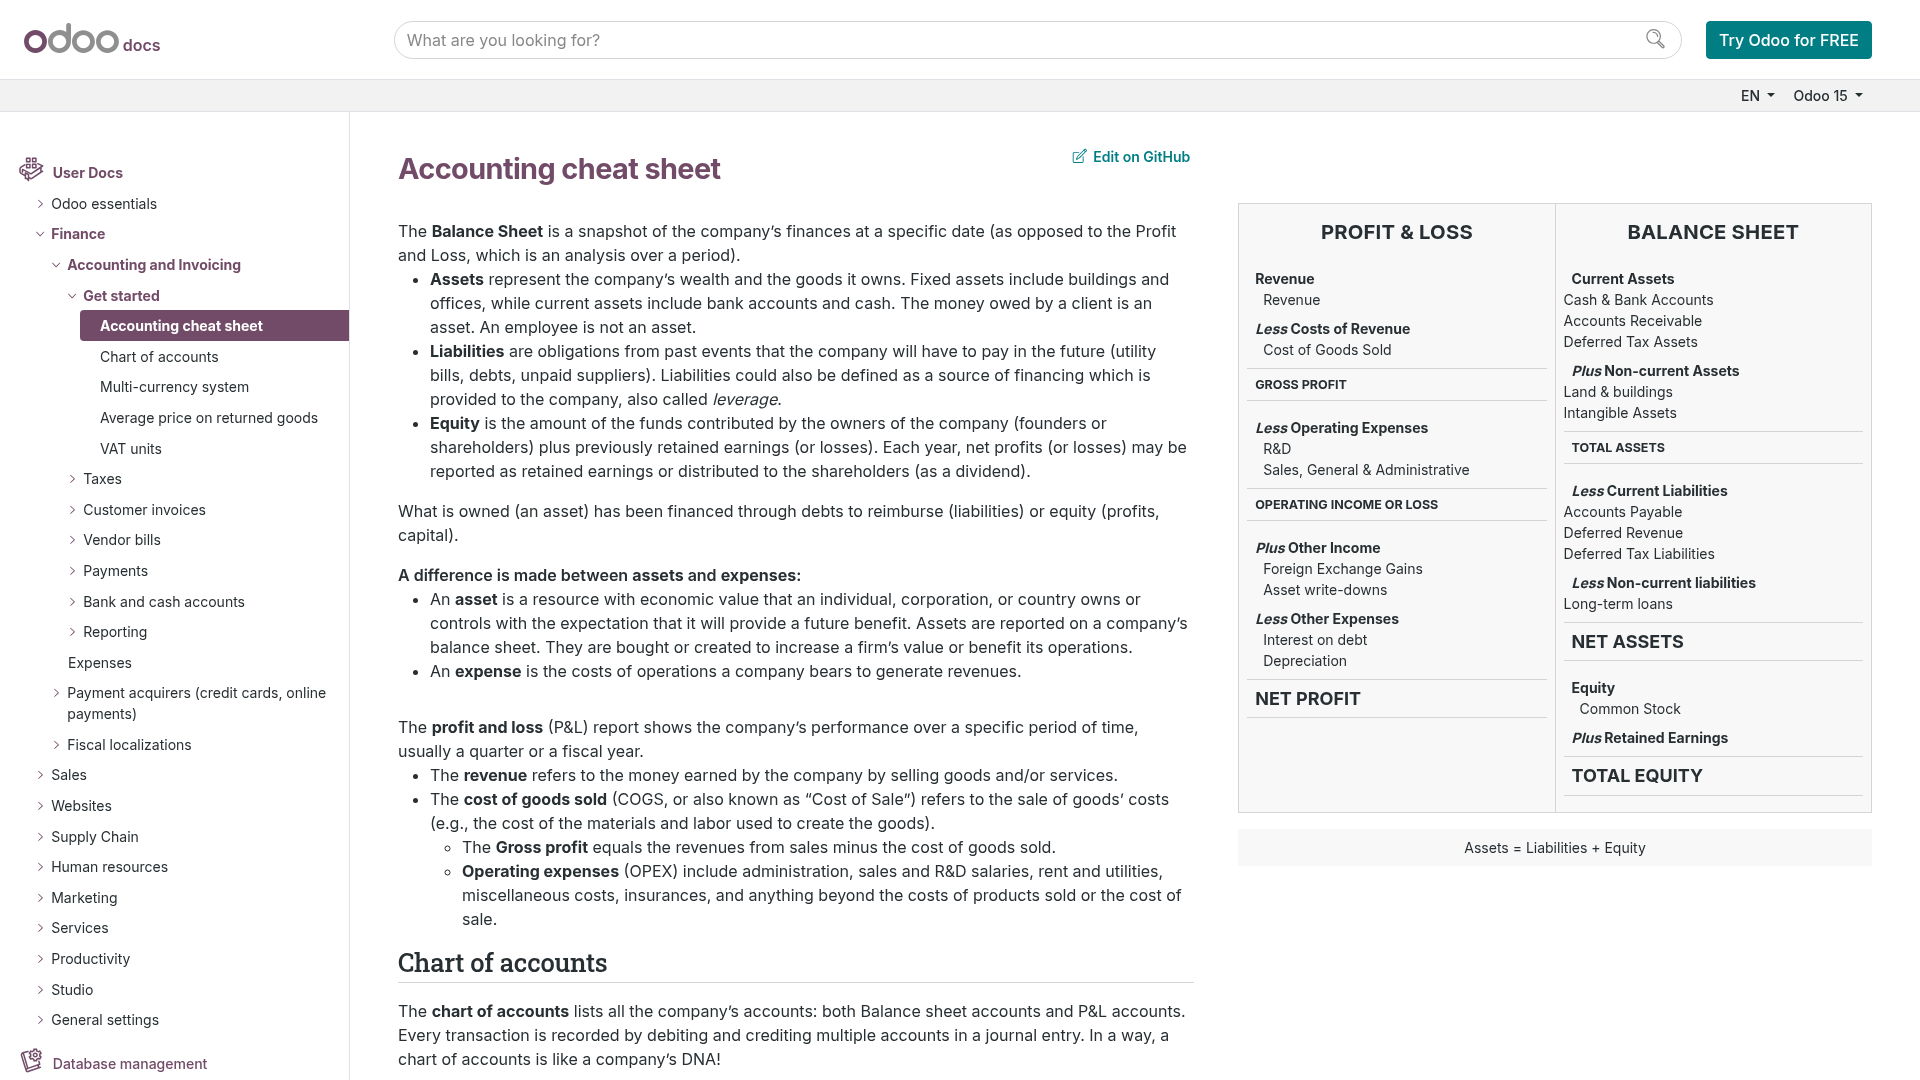 odoo docs
What are you looking for?
Try Odoo for FREE
EN
Odoo 15
User Docs
Odoo essentials
Finance
Accounting and Invoicing
Get started
Accounting cheat sheet
Chart of accounts
Multi-currency system
Average price on returned goods
VAT units
Taxes
Customer invoices
Vendor bills
Payments
Bank and cash accounts
Reporting
Expenses
Payment acquirers (credit cards, online
payments)
Fiscal localizations
Sales
Websites
Supply Chain
Human resources
Marketing
Services
Productivity
Studio
General settings
Database management
Accounting cheat sheet
Edit on GitHub
The Balance Sheet is a snapshot of the company’s finances at a specific date (as opposed to the Profit
and Loss, which is an analysis over a period).
• Assets represent the company’s wealth and the goods it owns. Fixed assets include buildings and
offices, while current assets include bank accounts and cash. The money owed by a client is an
asset. An employee is not an asset.
• Liabilities are obligations from past events that the company will have to pay in the future (utility
bills, debts, unpaid suppliers). Liabilities could also be defined as a source of financing which is
provided to the company, also called leverage.
• Equity is the amount of the funds contributed by the owners of the company (founders or
shareholders) plus previously retained earnings (or losses). Each year, net profits (or losses) may be
reported as retained earnings or distributed to the shareholders (as a dividend).
What is owned (an asset) has been financed through debts to reimburse (liabilities) or equity (profits,
capital).
A difference is made between assets and expenses:
• An asset is a resource with economic value that an individual, corporation, or country owns or
controls with the expectation that it will provide a future benefit. Assets are reported on a company’s
balance sheet. They are bought or created to increase a firm’s value or benefit its operations.
• An expense is the costs of operations a company bears to generate revenues.
The profit and loss (P&L) report shows the company’s performance over a specific period of time,
usually a quarter or a fiscal year.
• The revenue refers to the money earned by the company by selling goods and/or services.
• The cost of goods sold (COGS, or also known as “Cost of Sale”) refers to the sale of goods’ costs
(e.g., the cost of the materials and labor used to create the goods).
◦ The Gross profit equals the revenues from sales minus the cost of goods sold.
◦ Operating expenses (OPEX) include administration, sales and R&D salaries, rent and utilities,
miscellaneous costs, insurances, and anything beyond the costs of products sold or the cost of
sale.
Chart of accounts
The chart of accounts lists all the company’s accounts: both Balance sheet accounts and P&L accounts.
Every transaction is recorded by debiting and crediting multiple accounts in a journal entry. In a way, a
chart of accounts is like a company’s DNA!
PROFIT & LOSS
Revenue
Revenue
Less Costs of Revenue
Cost of Goods Sold
GROSS PROFIT
Less Operating Expenses
R&D
Sales, General & Administrative
OPERATING INCOME OR LOSS
Plus Other Income
Foreign Exchange Gains
Asset write-downs
Less Other Expenses
Interest on debt
Depreciation
NET PROFIT
BALANCE SHEET
Current Assets
Cash & Bank Accounts
Accounts Receivable
Deferred Tax Assets
Plus Non-current Assets
Land & buildings
Intangible Assets
TOTAL ASSETS
Less Current Liabilities
Accounts Payable
Deferred Revenue
Deferred Tax Liabilities
Less Non-current liabilities
Long-term loans
NET ASSETS
Equity
Common Stock
Plus Retained Earnings
TOTAL EQUITY
Assets = Liabilities + Equity